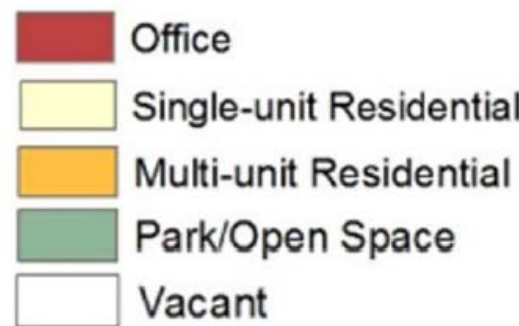 Office
Single-unit Residential
Multi-unit Residential
Park/Open Space
Vacant